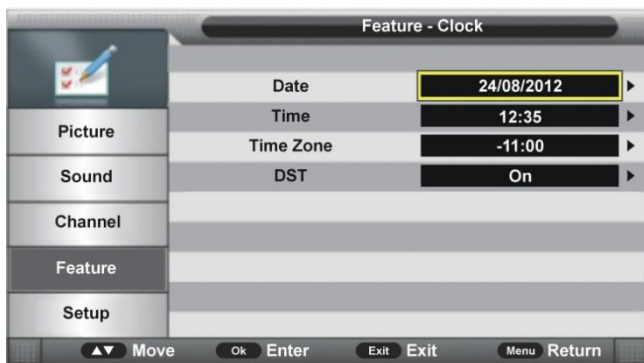 Feature - Clock
Date 24/08/2012
Time 12:35
Time Zone -11:00
DST On
Picture
Sound
Channel
Feature
Setup
Move Ok Enter Exit Exit Menu Return